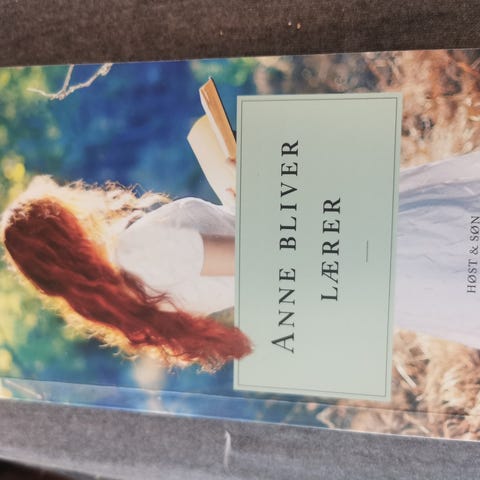 ANNE BLIVER
LÆRER
HØST & SØN